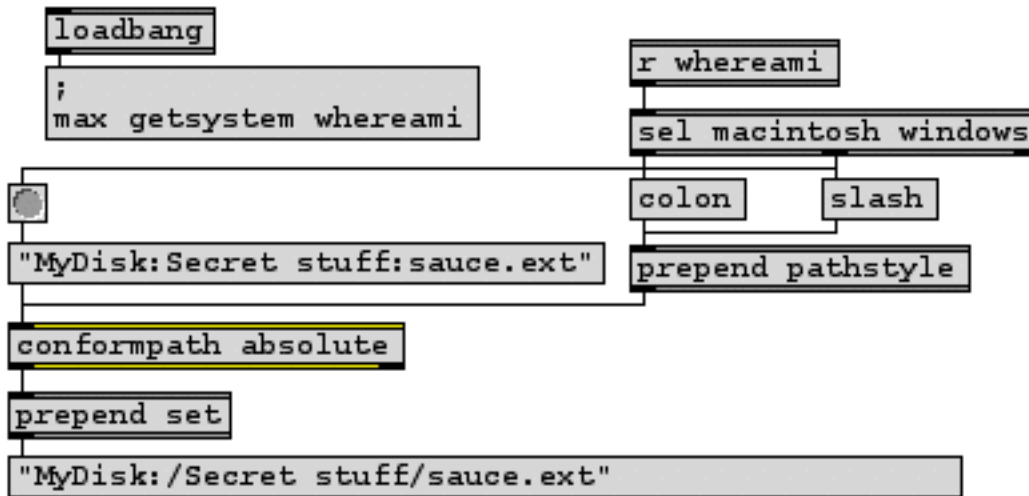 loadbang
;
max getsystem whereami
r whereami
sel macintosh windows
colon
slash
"MyDisk:Secret stuff:sauce.ext"
prepend pathstyle
conformpath absolute
prepend set
"MyDisk:/Secret stuff/sauce.ext"